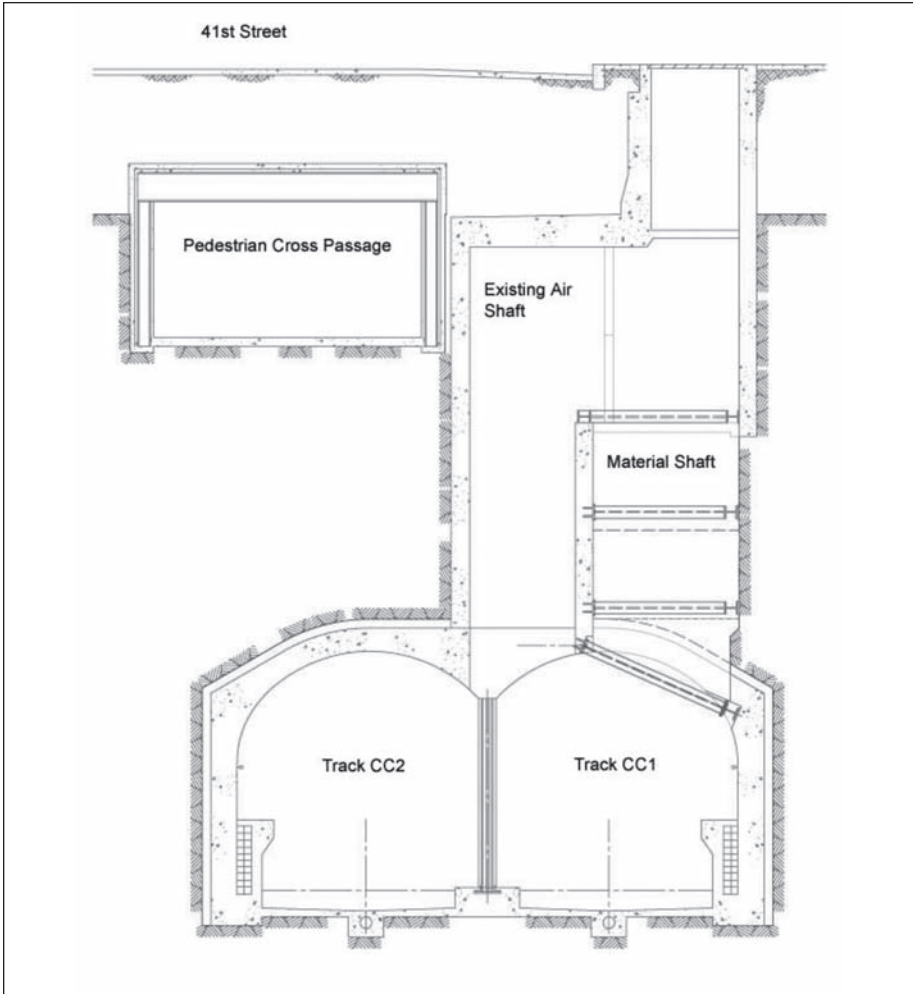 41st Street
Pedestrian Cross Passage
Existing Air
Shaft
Material Shaft
Track CC2
Track CC1